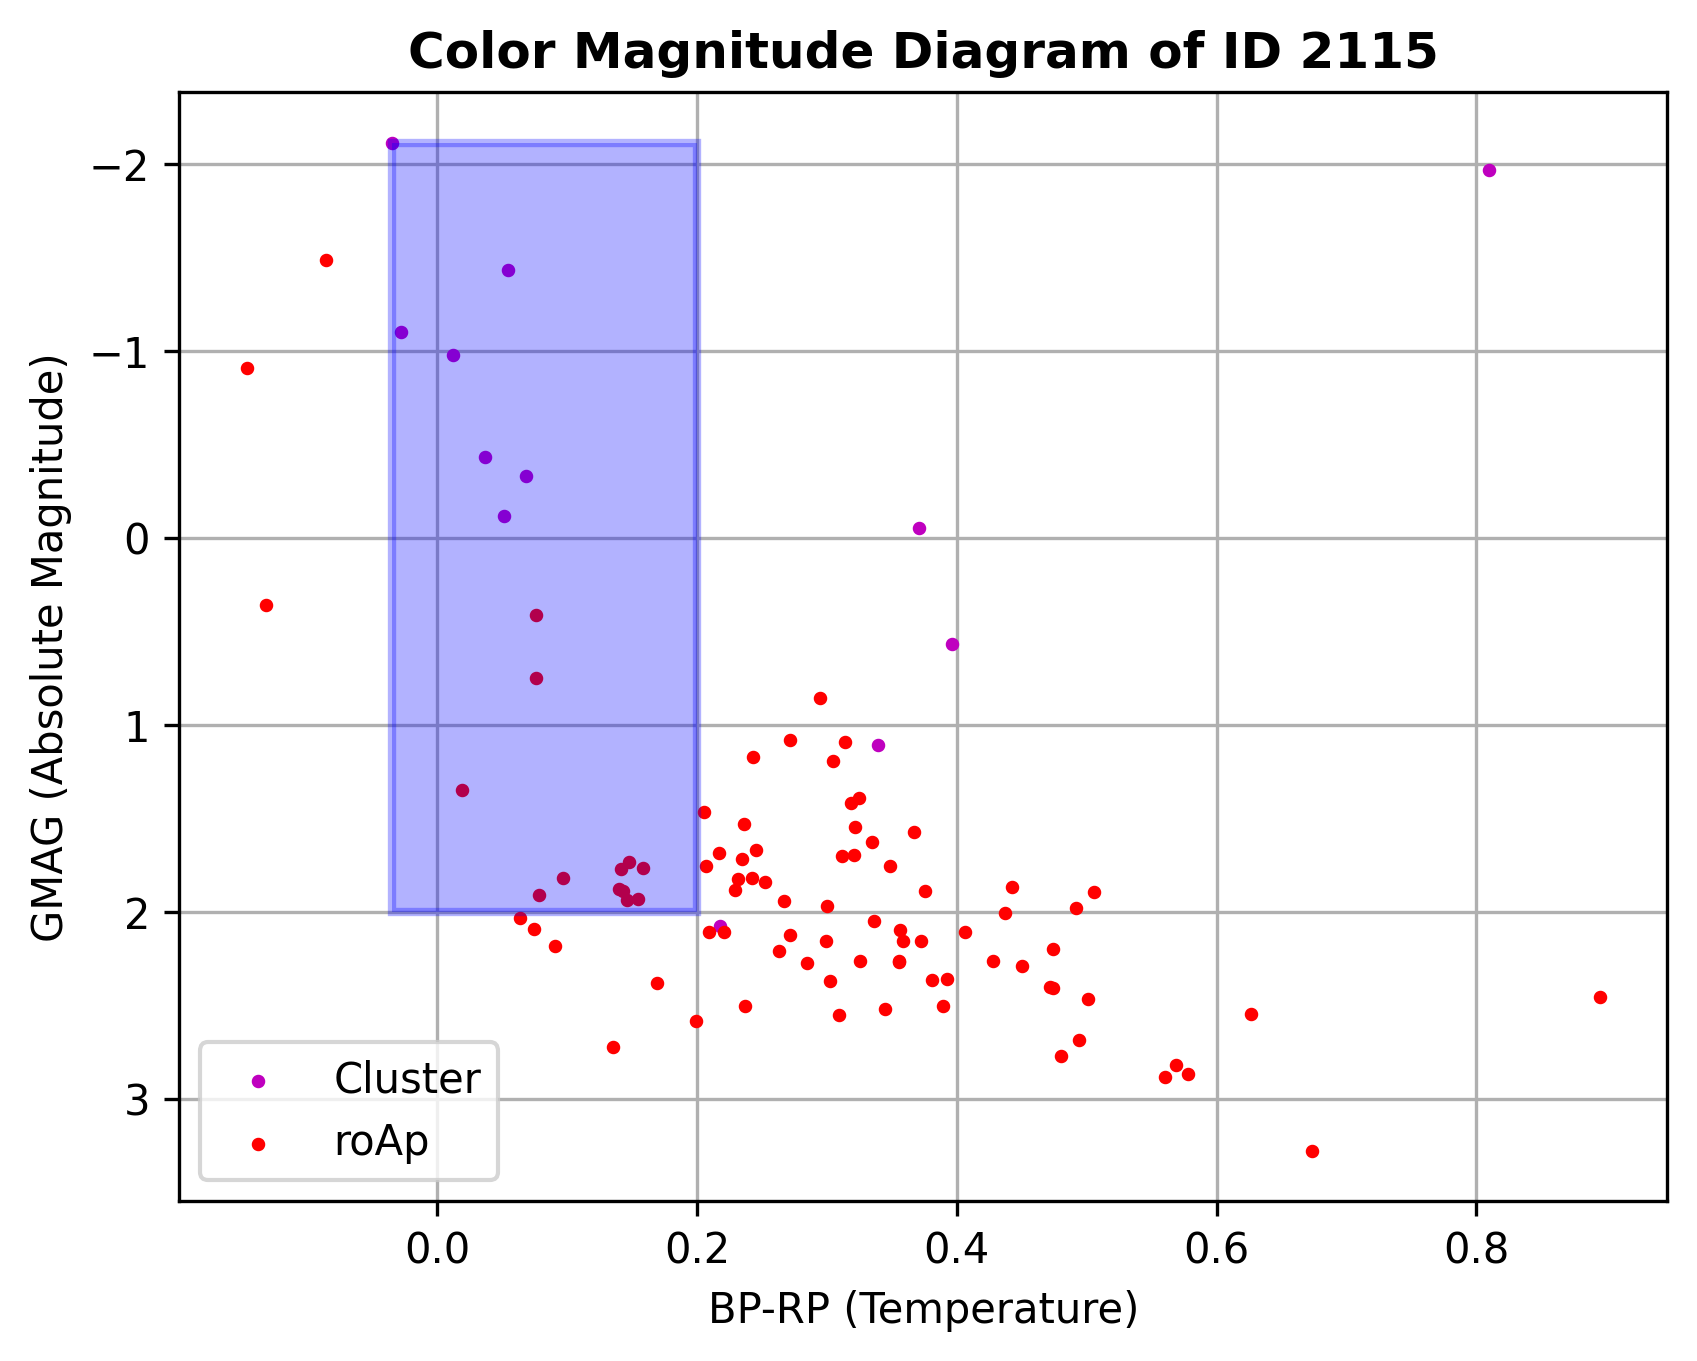 Color Magnitude Diagram of ID 2115
GMAG (Absolute Magnitude)
−2
−1
0
1
2
3
Cluster
roAp
0.0 0.2 0.4 0.6 0.8
BP-RP (Temperature)